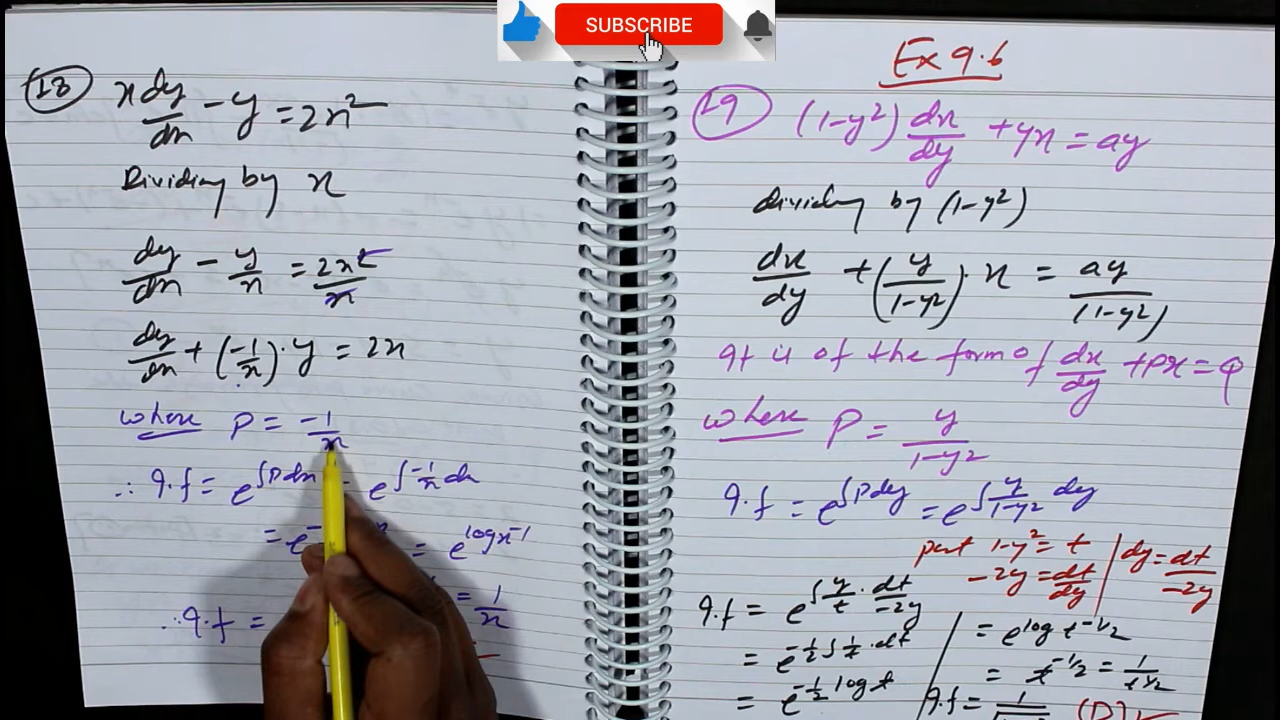 SUBSCRIBE
18 x dy/dx - y = 2x²
Dividing by x
dy/dx - y/x = 2x²/x
dy/dx + (-1/x)·y = 2x
where P = -1/x
∴ I.f = e^∫Pdx = e^∫-1/x dx
= e^- = e^log x^-1
= 1/x
∴ I.f =
Ex 9.6
19 (1-y²) dx/dy + yx = ay
dividing by (1-y²)
dx/dy + (y/1-y²)·x = ay/(1-y²)
It is of the form of dx/dy + Px = Q
where P = y/1-y²
I.f = e^∫Pdy = e^∫y/1-y² dy
put 1-y² = t
-2y = dt/dy
dy = dt/-2y
I.f = e^∫y/t · dt/-2y
= e^-1/2∫1/t·dt
= e^-1/2 log t
= e^log t^-1/2
= t^-1/2 = 1/t^1/2
I.f = 1/√ (D)